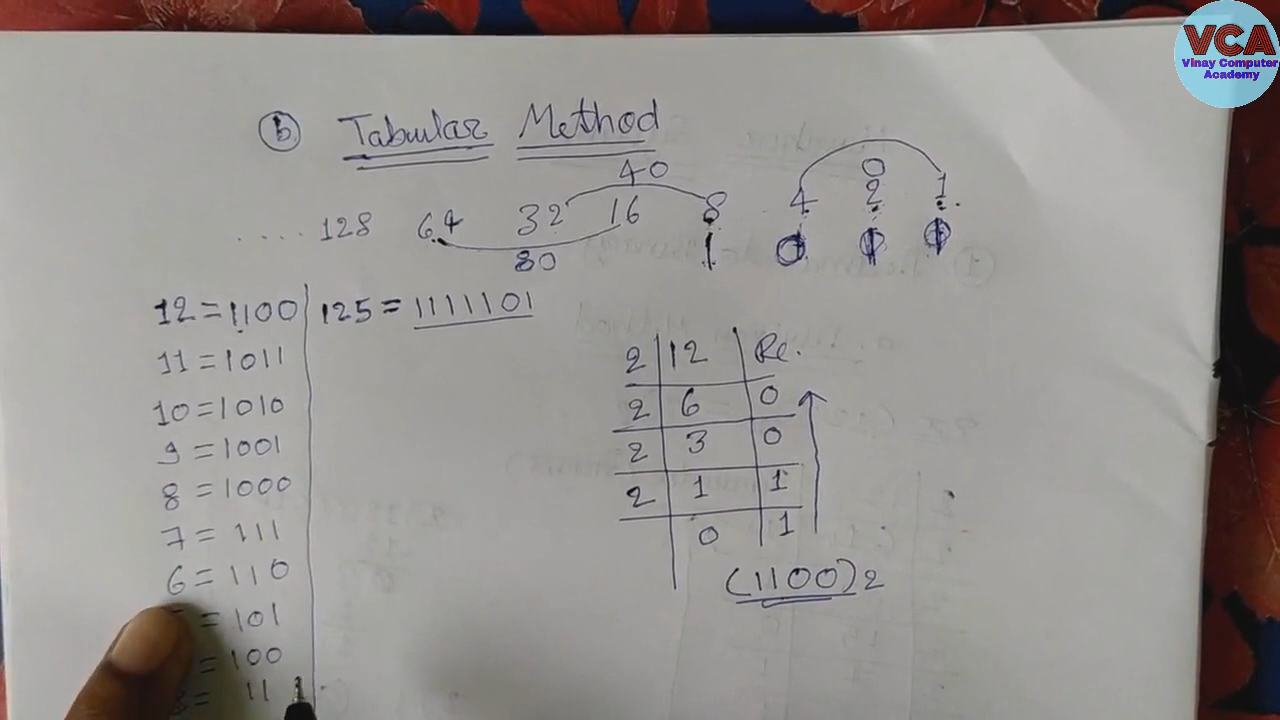 VCA
Vinay Computer
Academy
b Tabular Method
40
0
.... 128 64 32 16 8 4 2 1
80
1
12 = 1100
125 = 1111101
11 = 1011
10 = 1010
9 = 1001
8 = 1000
7 = 111
6 = 110
= 101
= 100
= 11
2 12 Re.
2 6 0
2 3 0
2 1 1
0 1
(1100)2